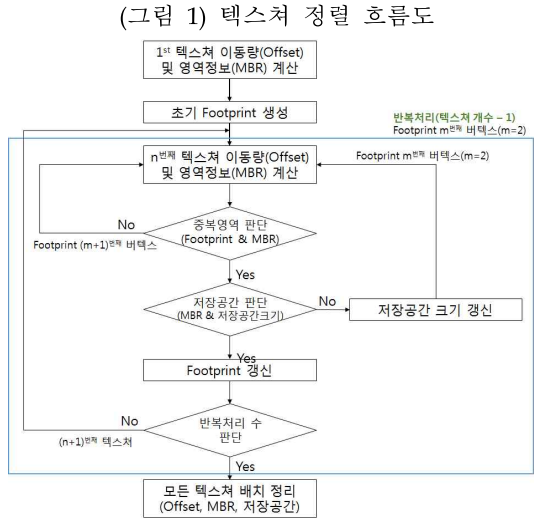 (그림 1) 텍스쳐 정렬 흐름도
1st 텍스쳐 이동량(Offset)
및 영역정보(MBR) 계산
초기 Footprint 생성
반복처리(텍스쳐 개수 – 1)
Footprint m번째 버텍스(m=2)
n번째 텍스쳐 이동량(Offset)
및 영역정보(MBR) 계산
Footprint m번째 버텍스(m=2)
No
중복영역 판단
(Footprint & MBR)
Footprint (m+1)번째 버텍스
Yes
저장공간 판단
(MBR & 저장공간크기)
No
저장공간 크기 갱신
Yes
Footprint 갱신
No
반복처리 수
판단
(n+1)번째 텍스쳐
Yes
모든 텍스쳐 배치 정리
(Offset, MBR, 저장공간)